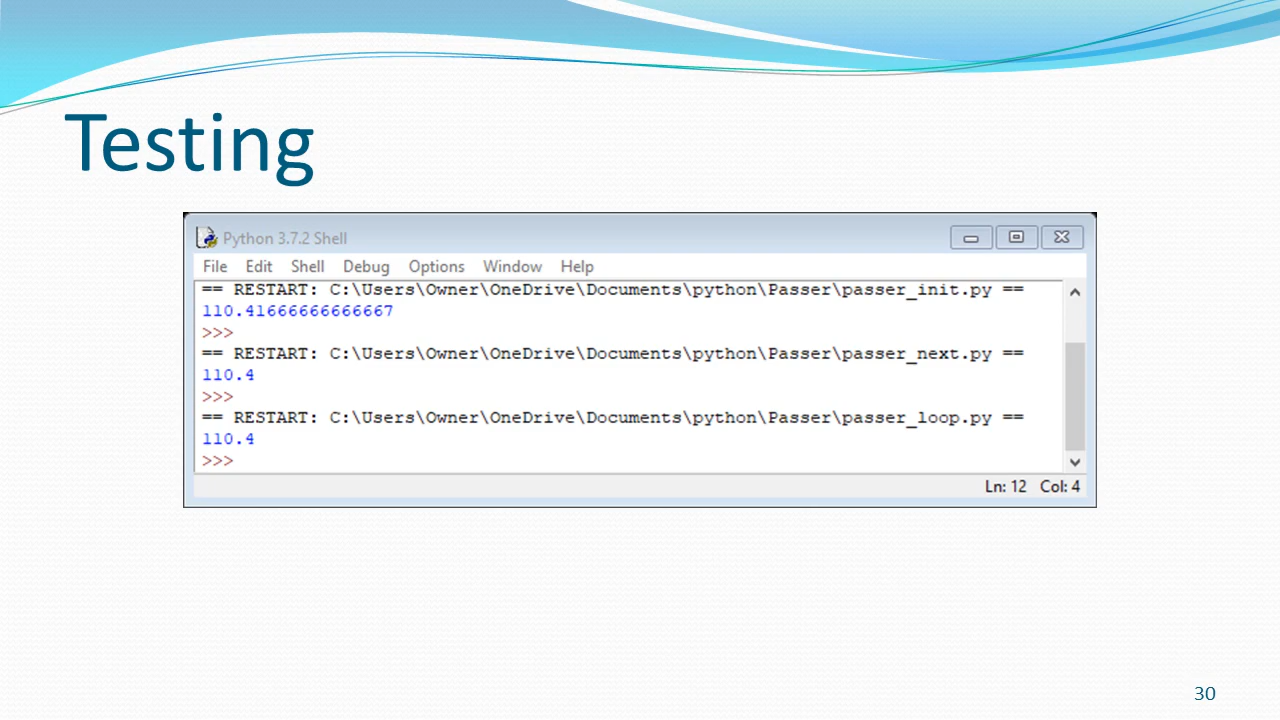 Testing
Python 3.7.2 Shell
File Edit Shell Debug Options Window Help
== RESTART: C:\Users\Owner\OneDrive\Documents\python\Passer\passer_init.py ==
110.41666666666667
>>>
== RESTART: C:\Users\Owner\OneDrive\Documents\python\Passer\passer_next.py ==
110.4
>>>
== RESTART: C:\Users\Owner\OneDrive\Documents\python\Passer\passer_loop.py ==
110.4
>>>
Ln: 12 Col: 4
30